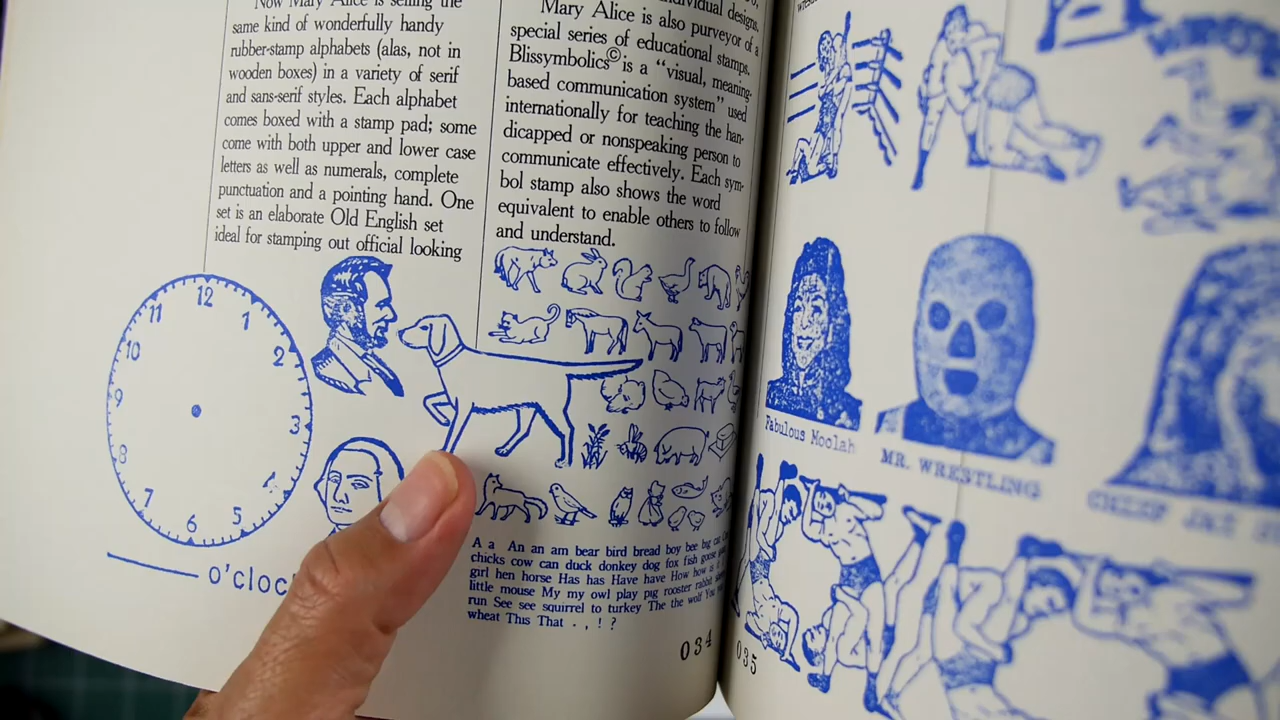 Now Mary Alice is selling the
same kind of wonderfully handy
rubber-stamp alphabets (alas, not in
wooden boxes) in a variety of serif
and sans-serif styles. Each alphabet
comes boxed with a stamp pad; some
come with both upper and lower case
letters as well as numerals, complete
punctuation and a pointing hand. One
set is an elaborate Old English set
ideal for stamping out official looking
individual designs,
Mary Alice is also purveyor of a
special series of educational stamps.
Blissymbolics© is a “visual, meaning-
based communication system” used
internationally for teaching the han-
dicapped or nonspeaking person to
communicate effectively. Each sym-
bol stamp also shows the word
equivalent to enable others to follow
and understand.
12
11
1
10
2
9
3
8
7
5
6
o'cloc
A a An an am bear bird bread boy bee big cat
chicks cow can duck donkey dog fox fish goose
girl hen horse Has has Have have How how is
little mouse My my owl play pig rooster rabbit
run See see squirrel to turkey The the wolf You
wheat This That . , ! ?
034
035
Fabulous Moolah
MR. WRESTLING
CHIEF JAY